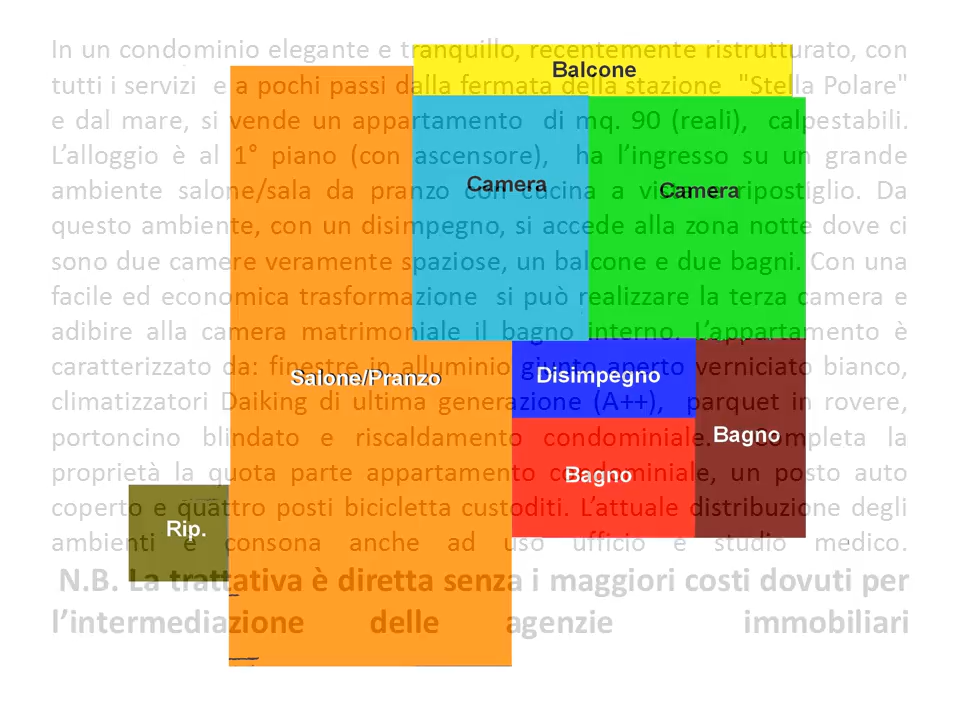 In un condominio elegante e tranquillo, recentemente ristrutturato, con
tutti i servizi e a pochi passi dalla fermata della stazione "Stella Polare"
e dal mare, si vende un appartamento di mq. 90 (reali), calpestabili.
L’alloggio è al 1° piano (con ascensore), ha l’ingresso su un grande
ambiente salone/sala da pranzo con cucina a vista e ripostiglio. Da
questo ambiente, con un disimpegno, si accede alla zona notte dove ci
sono due camere veramente spaziose, un balcone e due bagni. Con una
facile ed economica trasformazione si può realizzare la terza camera e
adibire alla camera matrimoniale il bagno interno. L’appartamento è
caratterizzato da: finestre in alluminio giunto aperto verniciato bianco,
climatizzatori Daiking di ultima generazione (A++), parquet in rovere,
portoncino blindato e riscaldamento condominiale. Completa la
proprietà la quota parte appartamento condominiale, un posto auto
coperto e quattro posti bicicletta custoditi. L’attuale distribuzione degli
ambienti è consona anche ad uso ufficio e studio medico.
N.B. La trattativa è diretta senza i maggiori costi dovuti per
l’intermediazione delle agenzie immobiliari
Balcone
Camera
Camera
Salone/Pranzo
Disimpegno
Bagno
Bagno
Rip.